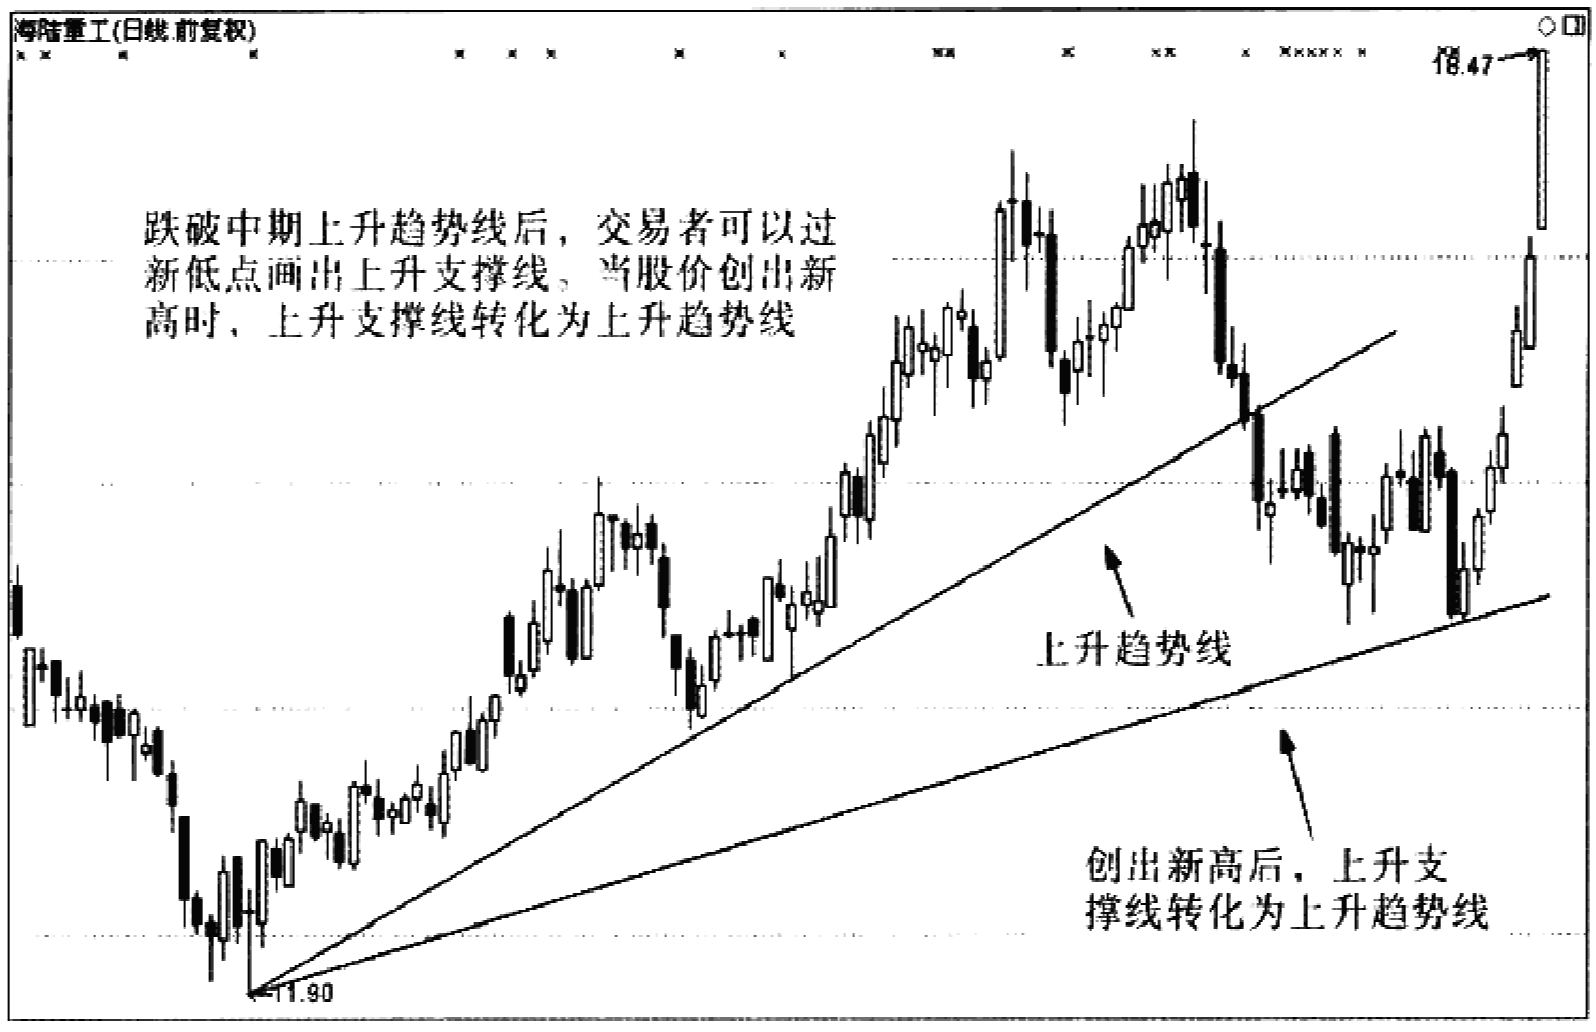 海陆重工(日线.前复权)
18.47
跌破中期上升趋势线后，交易者可以过
新低点画出上升支撑线。当股价创出新
高时，上升支撑线转化为上升趋势线
上升趋势线
创出新高后，上升支
撑线转化为上升趋势线
11.90